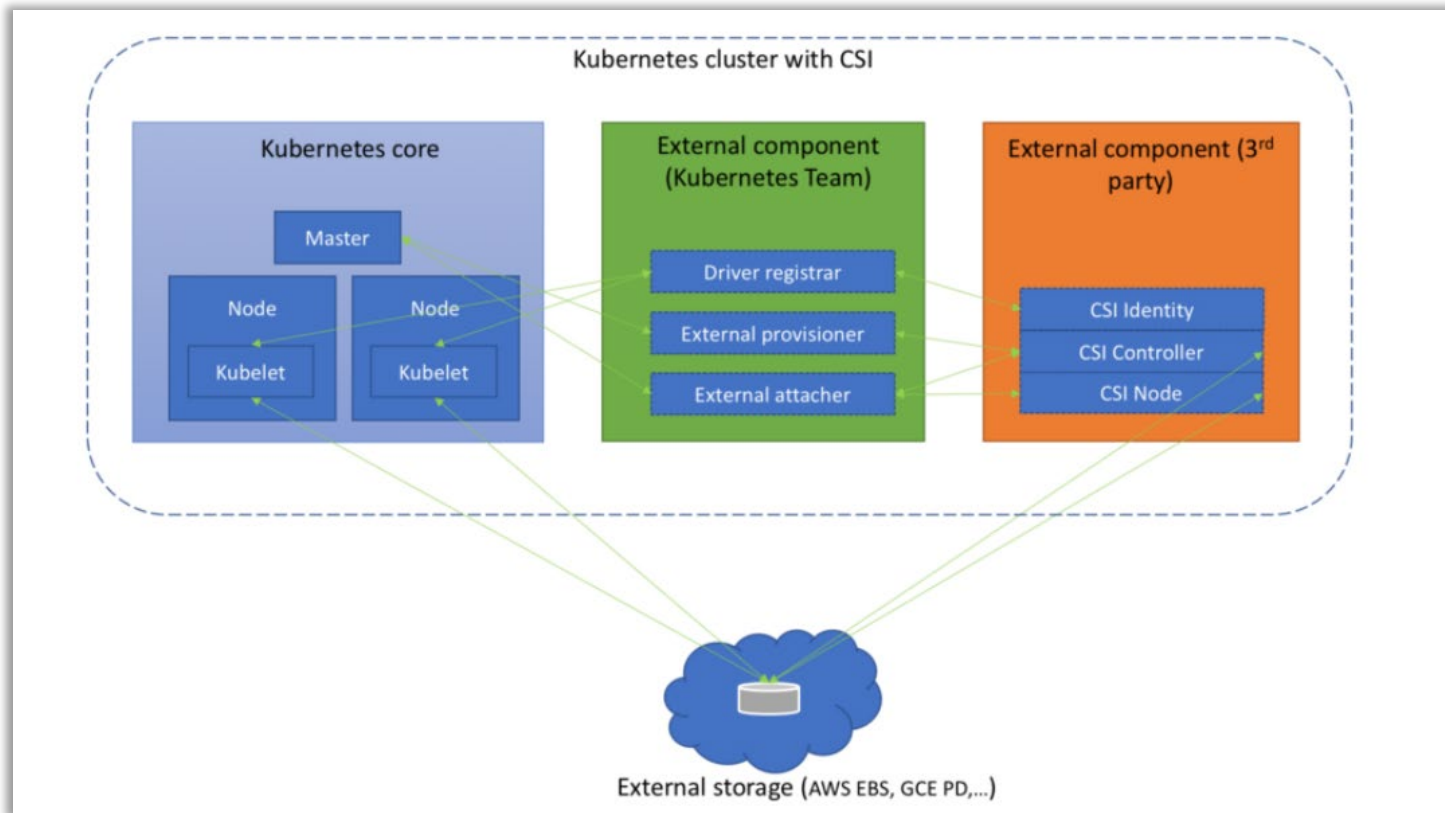 Kubernetes cluster with CSI
Kubernetes core
Master
Node
Node
Kubelet
Kubelet
External component
(Kubernetes Team)
Driver registrar
External provisioner
External attacher
External component (3rd
party)
CSI Identity
CSI Controller
CSI Node
External storage (AWS EBS, GCE PD,...)